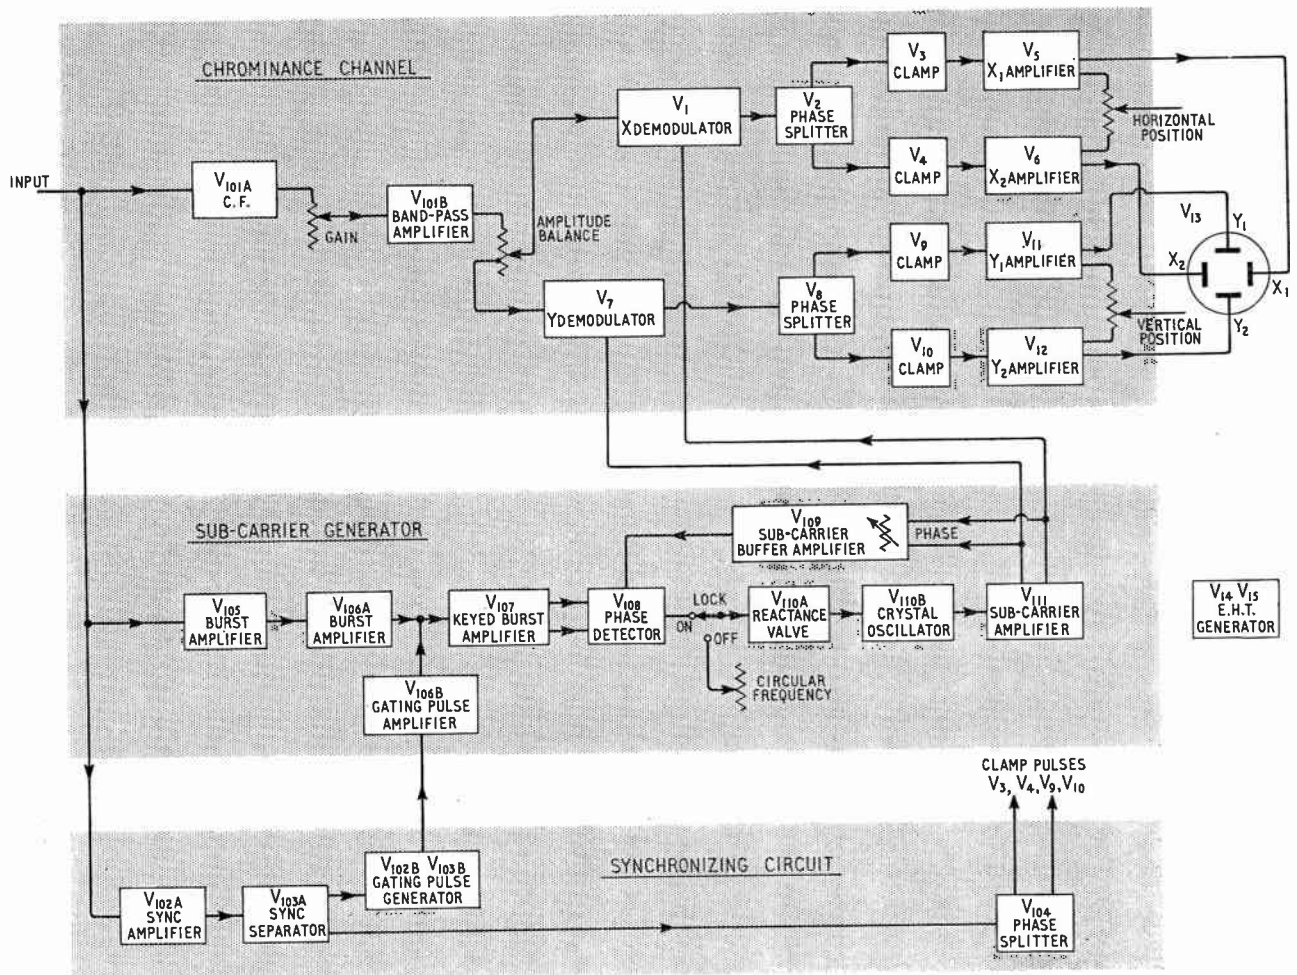 CHROMINANCE CHANNEL
INPUT
V101A
C.F.
GAIN
V101B
BAND-PASS
AMPLIFIER
AMPLITUDE
BALANCE
V1
X DEMODULATOR
V2
PHASE
SPLITTER
V3
CLAMP
V5
X1 AMPLIFIER
HORIZONTAL
POSITION
V4
CLAMP
V6
X2 AMPLIFIER
V7
Y DEMODULATOR
V8
PHASE
SPLITTER
V9
CLAMP
V11
Y1 AMPLIFIER
V10
CLAMP
V12
Y2 AMPLIFIER
VERTICAL
POSITION
V13
Y1
X2
X1
Y2
SUB-CARRIER GENERATOR
V105
BURST
AMPLIFIER
V106A
BURST
AMPLIFIER
V107
KEYED BURST
AMPLIFIER
V108
PHASE
DETECTOR
V109
SUB-CARRIER
BUFFER AMPLIFIER
PHASE
LOCK
ON
OFF
CIRCULAR
FREQUENCY
V110A
REACTANCE
VALVE
V110B
CRYSTAL
OSCILLATOR
V111
SUB-CARRIER
AMPLIFIER
V14 V15
E.H.T.
GENERATOR
V106B
GATING PULSE
AMPLIFIER
CLAMP PULSES
V3, V4, V9, V10
SYNCHRONIZING CIRCUIT
V102B V103B
GATING PULSE
GENERATOR
V102A
SYNC
AMPLIFIER
V103A
SYNC
SEPARATOR
V104
PHASE
SPLITTER